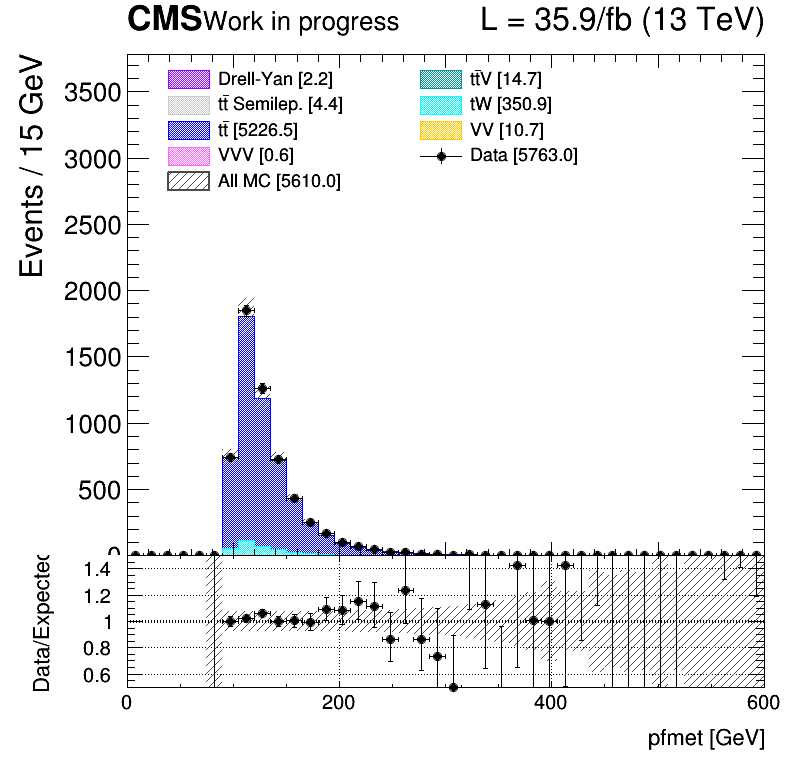 CMS Work in progress L = 35.9/fb (13 TeV)
Events / 15 GeV
3500
3000
2500
2000
1500
1000
500
0
Drell-Yan [2.2]
tt̄ Semilep. [4.4]
tt̄ [5226.5]
VVV [0.6]
All MC [5610.0]
tt̄V [14.7]
tW [350.9]
VV [10.7]
Data [5763.0]
Data/Expected
1.4
1.2
1
0.8
0.6
0 200 400 600
pfmet [GeV]